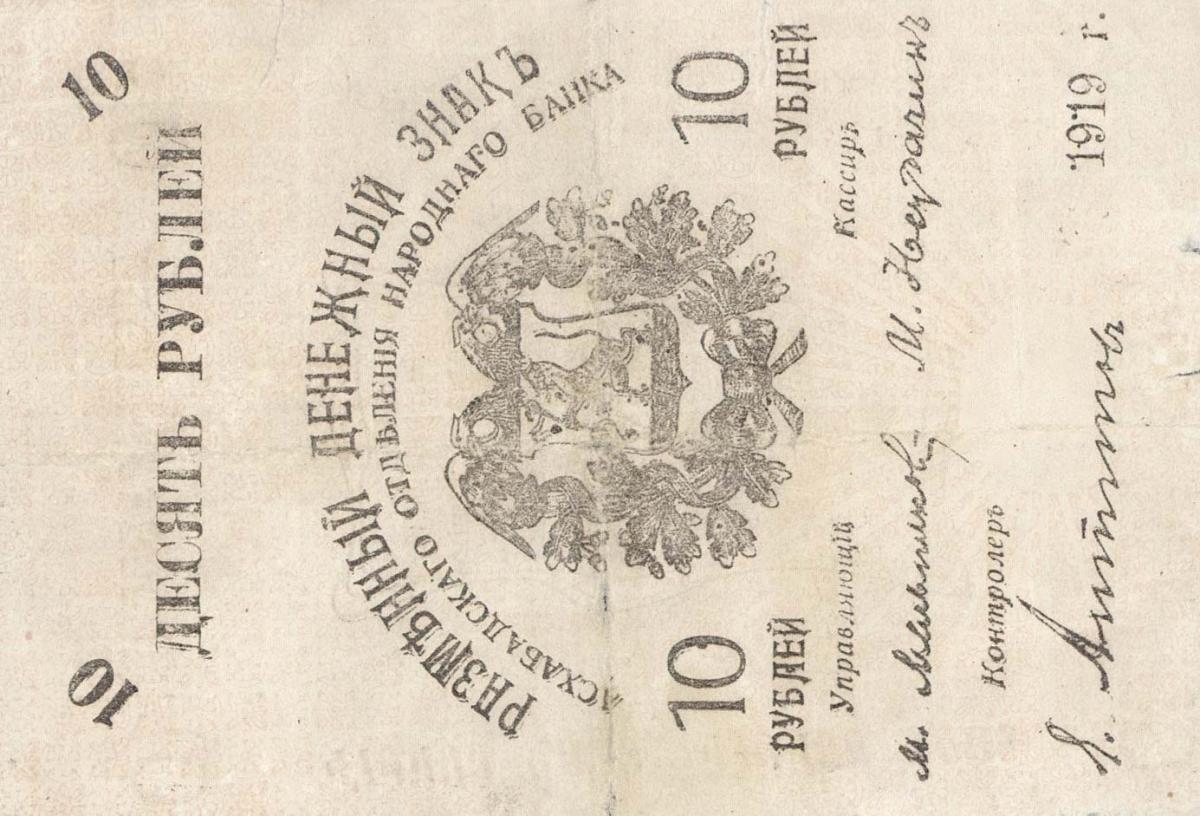 10 10
ДЕСЯТЬ РУБЛЕЙ
РАЗМѢННЫЙ ДЕНЕЖНЫЙ ЗНАКЪ
АСХАБАДСКАГО ОТДѢЛЕНІЯ НАРОДНАГО БАНКА
10 10
РУБЛЕЙ РУБЛЕЙ
Управляющій Кассиръ
М. М.
Контролеръ
1919 г.